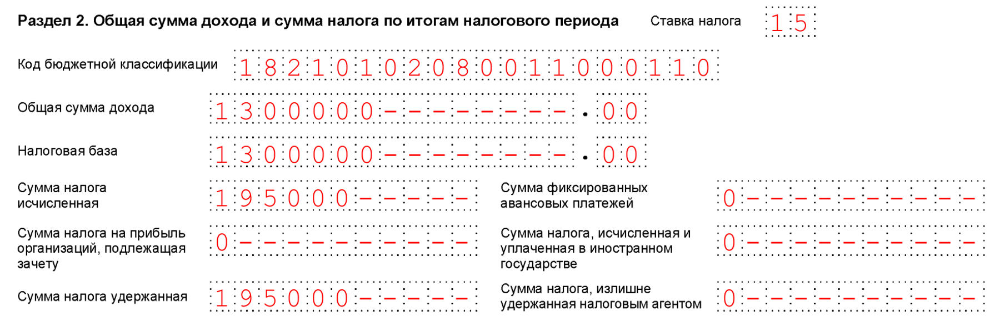 Раздел 2. Общая сумма дохода и сумма налога по итогам налогового периода Ставка налога 15
Код бюджетной классификации 18210102080011000110
Общая сумма дохода 1300000--------.00
Налоговая база 1300000--------.00
Сумма налога
исчисленная 195000-----
Сумма фиксированных
авансовых платежей 0----------
Сумма налога на прибыль
организаций, подлежащая
зачету 0----------
Сумма налога, исчисленная и
уплаченная в иностранном
государстве 0----------
Сумма налога удержанная 195000-----
Сумма налога, излишне
удержанная налоговым агентом 0----------